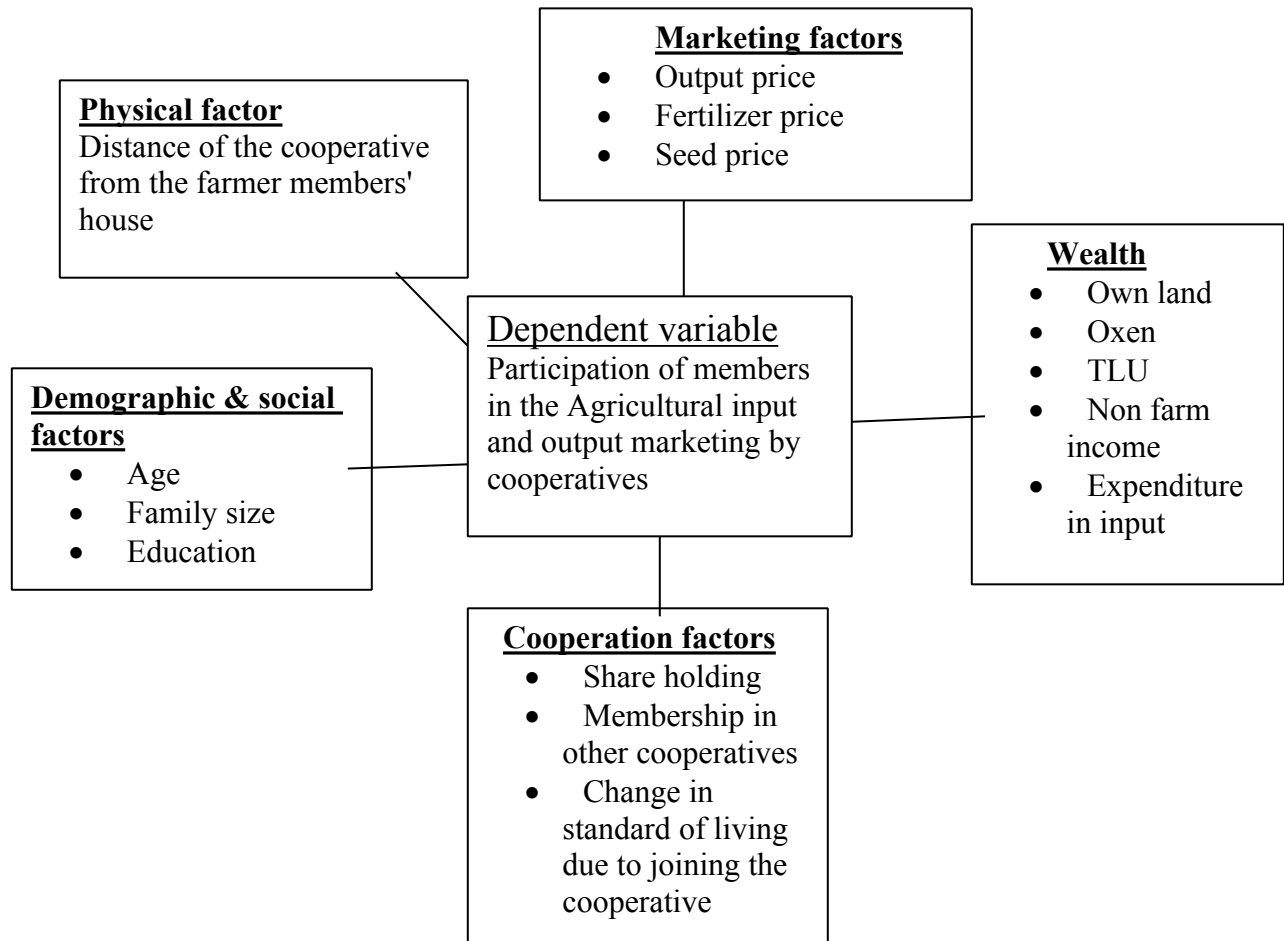 Marketing factors
• Output price
• Fertilizer price
• Seed price
Physical factor
Distance of the cooperative
from the farmer members'
house
Wealth
• Own land
• Oxen
• TLU
• Non farm
income
• Expenditure
in input
Dependent variable
Participation of members
in the Agricultural input
and output marketing by
cooperatives
Demographic & social
factors
• Age
• Family size
• Education
Cooperation factors
• Share holding
• Membership in
other cooperatives
• Change in
standard of living
due to joining the
cooperative